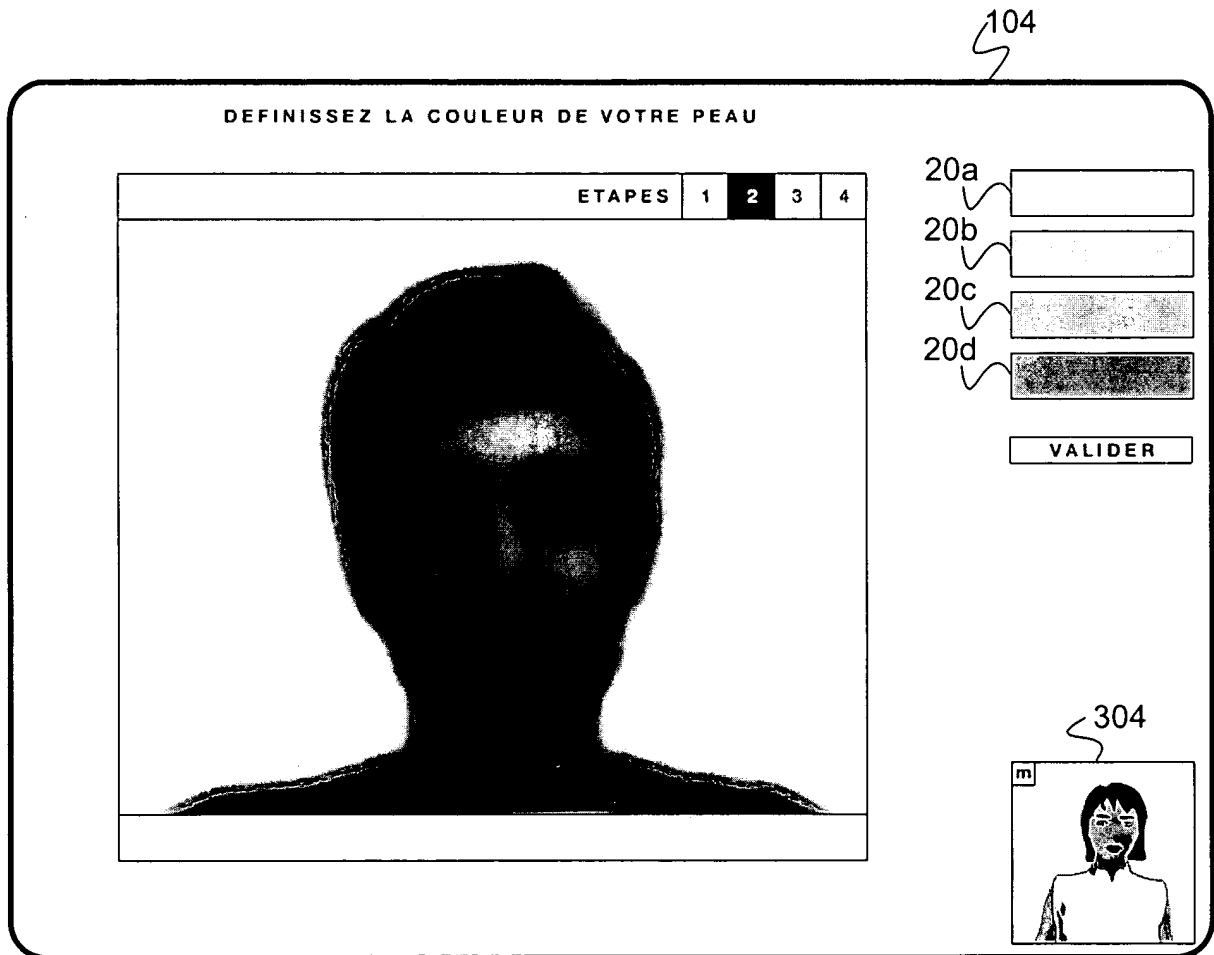 104
DEFINISSEZ LA COULEUR DE VOTRE PEAU
ETAPES 1 2 3 4
20a
20b
20c
20d
VALIDER
304
m